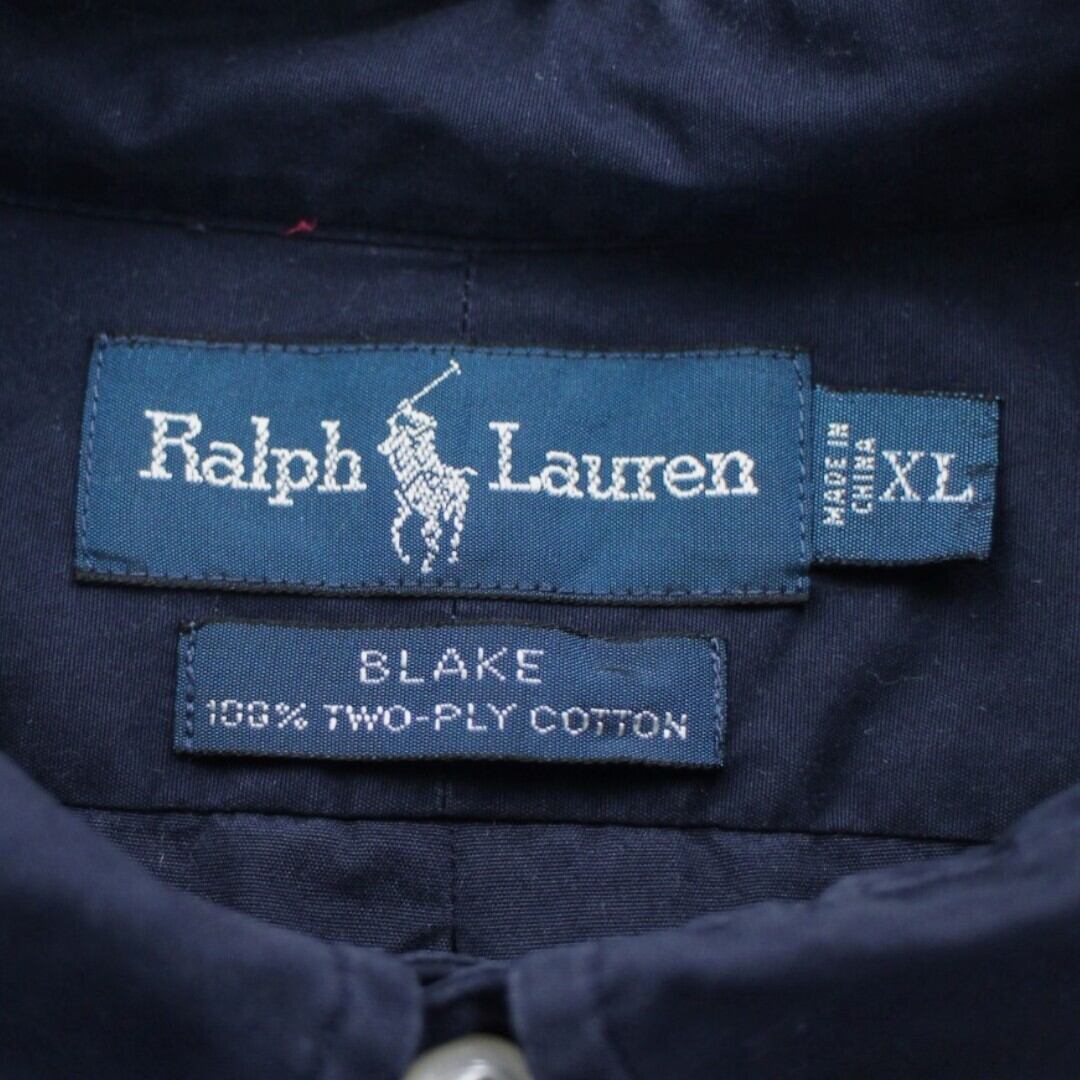 Ralph Lauren
MADE IN
CHINA
XL
BLAKE
100% TWO-PLY COTTON